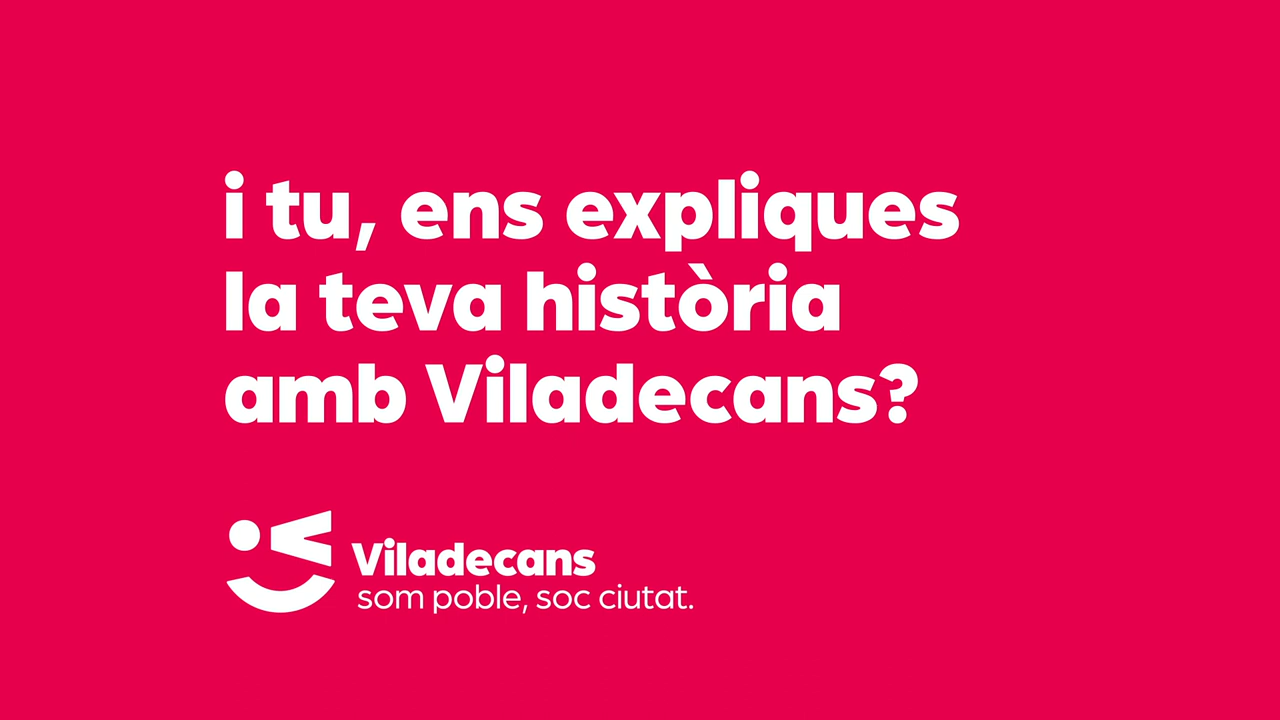 i tu, ens expliques
la teva història
amb Viladecans?
Viladecans
som poble, soc ciutat.